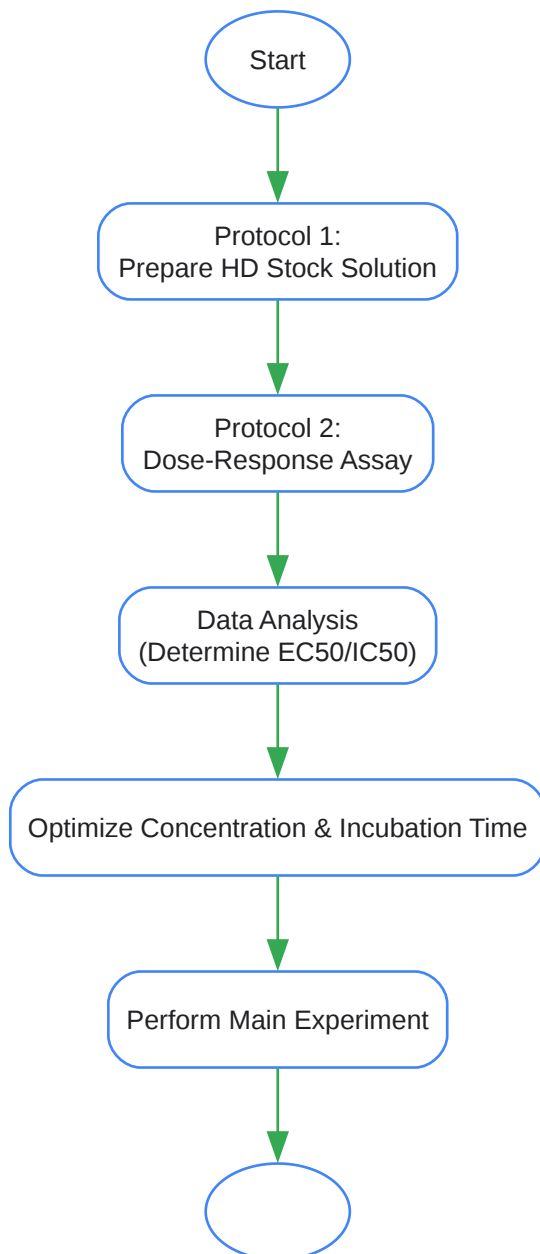 Start
Protocol 1:
Prepare HD Stock Solution
Protocol 2:
Dose-Response Assay
Data Analysis
(Determine EC50/IC50)
Optimize Concentration & Incubation Time
Perform Main Experiment